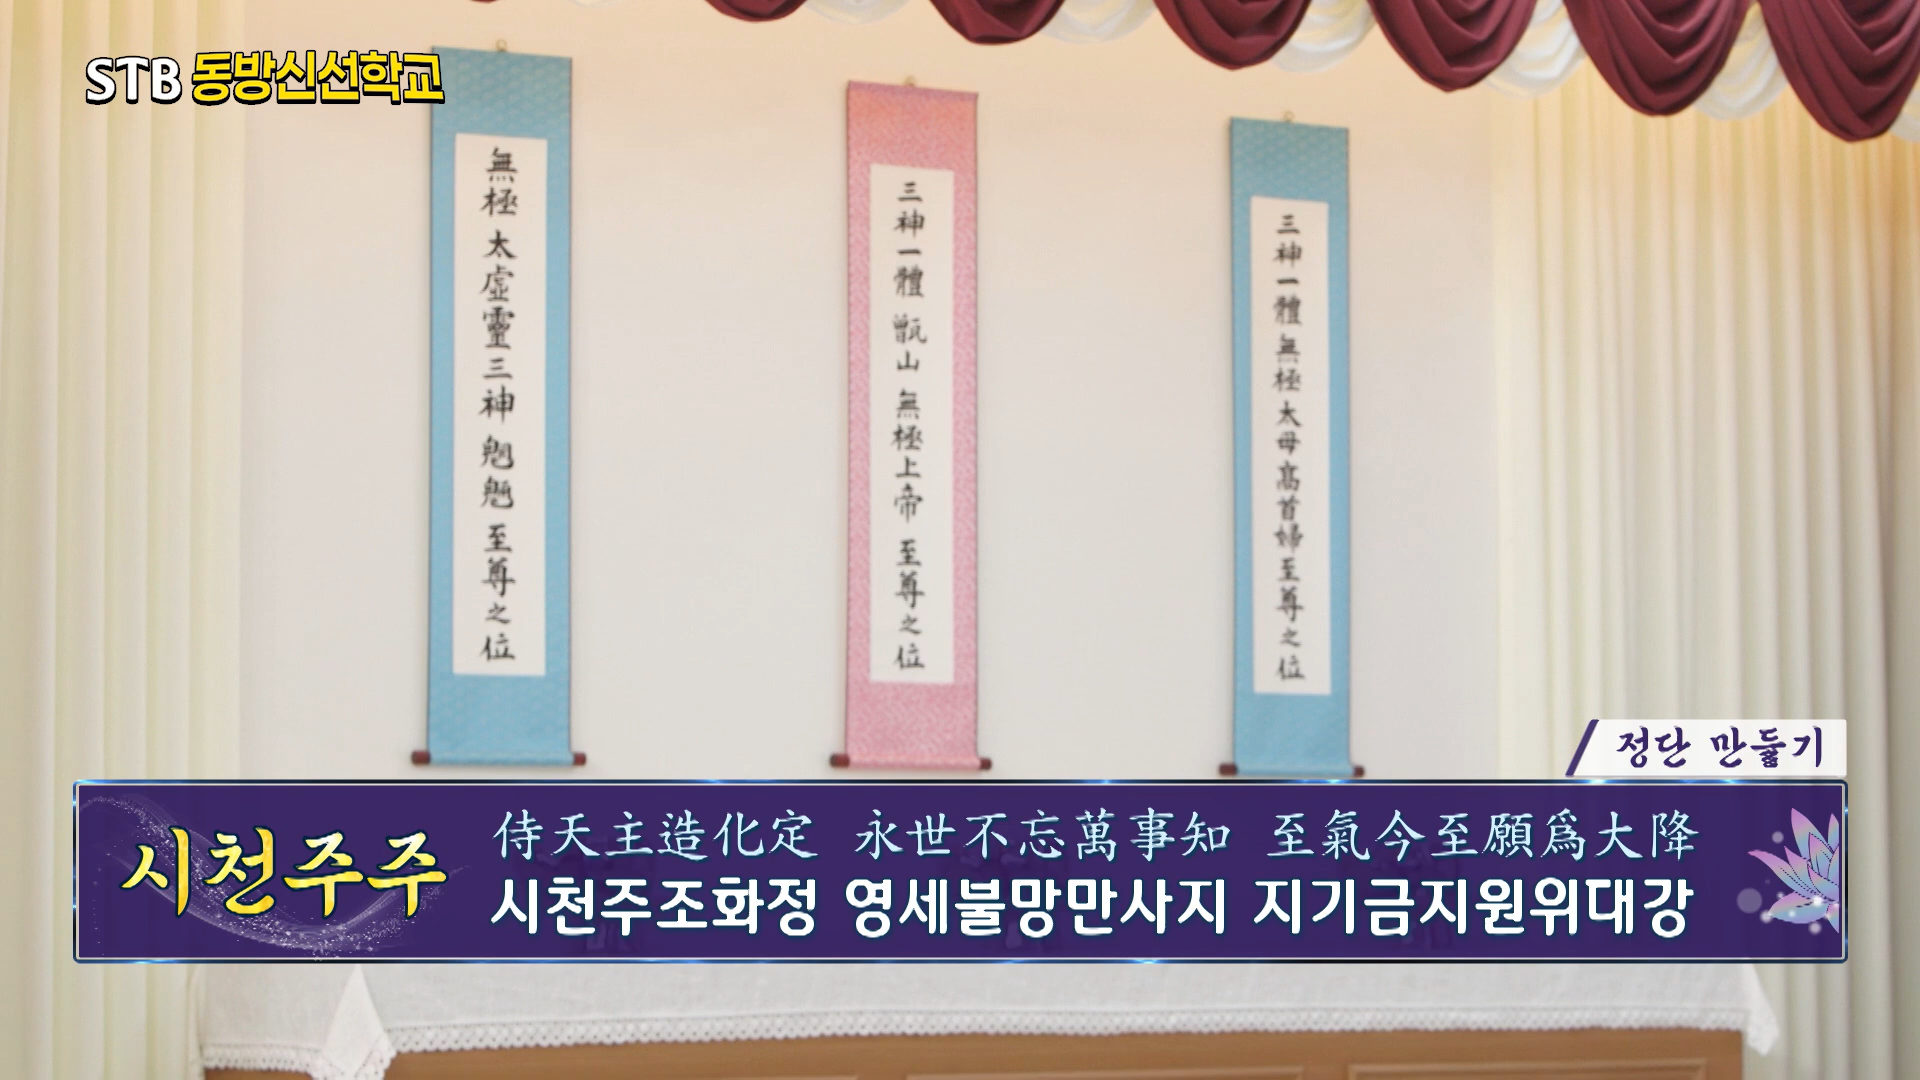 STB 동방신선학교
無極 太虛靈三神 魈魈 至尊之位
三神一體 甑山 無極上帝 至尊之位
三神一體 無極 太母高首婦至尊之位
정단 만들기
시천주주
侍天主造化定 永世不忘萬事知 至氣今至願爲大降
시천주조화정 영세불망만사지 지기금지원위대강